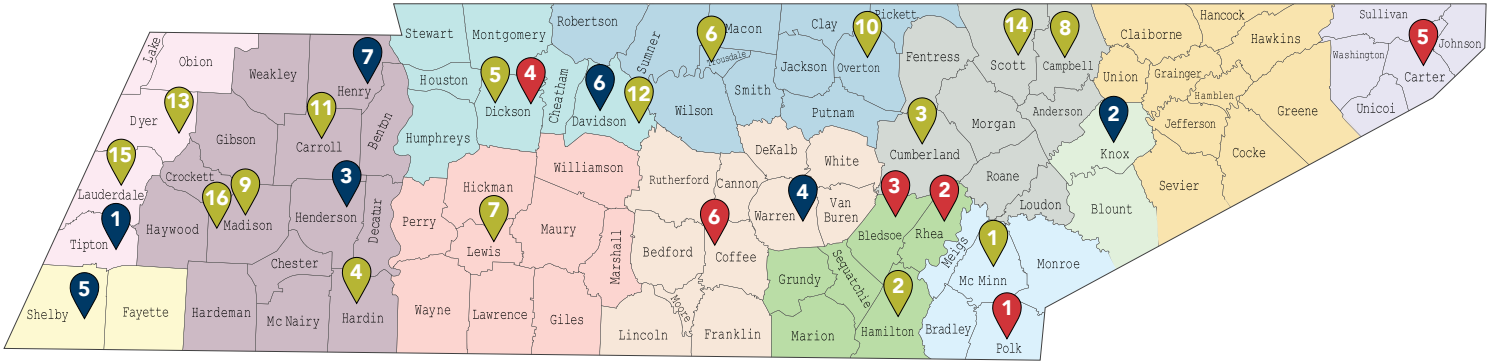 Lake
Obion
Weakley
Henry
7
Stewart
Montgomery
Robertson
Sumner
Macon
6
Trousdale
Clay
Pickett
10
Overton
Jackson
Fentress
Scott
14
Campbell
8
Claiborne
Hancock
Hawkins
Sullivan
Washington
Carter
5
Johnson
Unicoi
Union
Grainger
Hamblen
Greene
Jefferson
Cocke
Sevier
Dyer
13
Gibson
Carroll
11
Benton
Houston
Humphreys
Dickson
5
4
Cheatham
Davidson
6
12
Wilson
Smith
Putnam
Cumberland
3
Morgan
Anderson
Knox
2
Roane
Loudon
Blount
Lauderdale
15
Crockett
16
9
Madison
Haywood
Henderson
3
Decatur
Perry
Hickman
7
Lewis
Williamson
Maury
Marshall
Rutherford
Cannon
DeKalb
White
Warren
4
Van
Buren
Bedford
Coffee
6
Bledsoe
3
Rhea
2
Meigs
Mc Minn
1
Monroe
Tipton
1
Shelby
5
Fayette
Hardeman
Chester
Mc Nairy
Hardin
4
Wayne
Lawrence
Giles
Lincoln
Moore
Franklin
Grundy
Sequatchie
Marion
Hamilton
2
Bradley
Polk
1